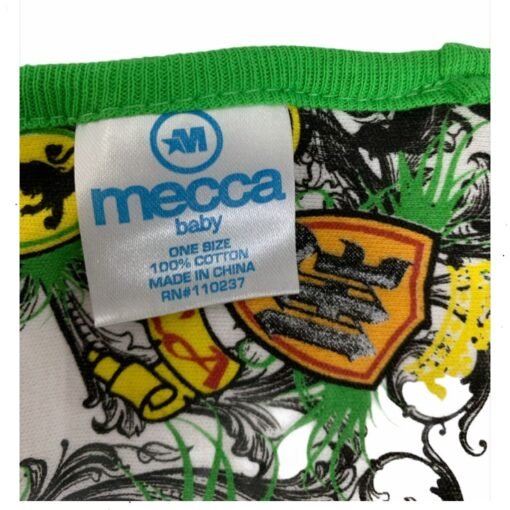 M
mecca
baby
ONE SIZE
100% COTTON
MADE IN CHINA
RN#110237